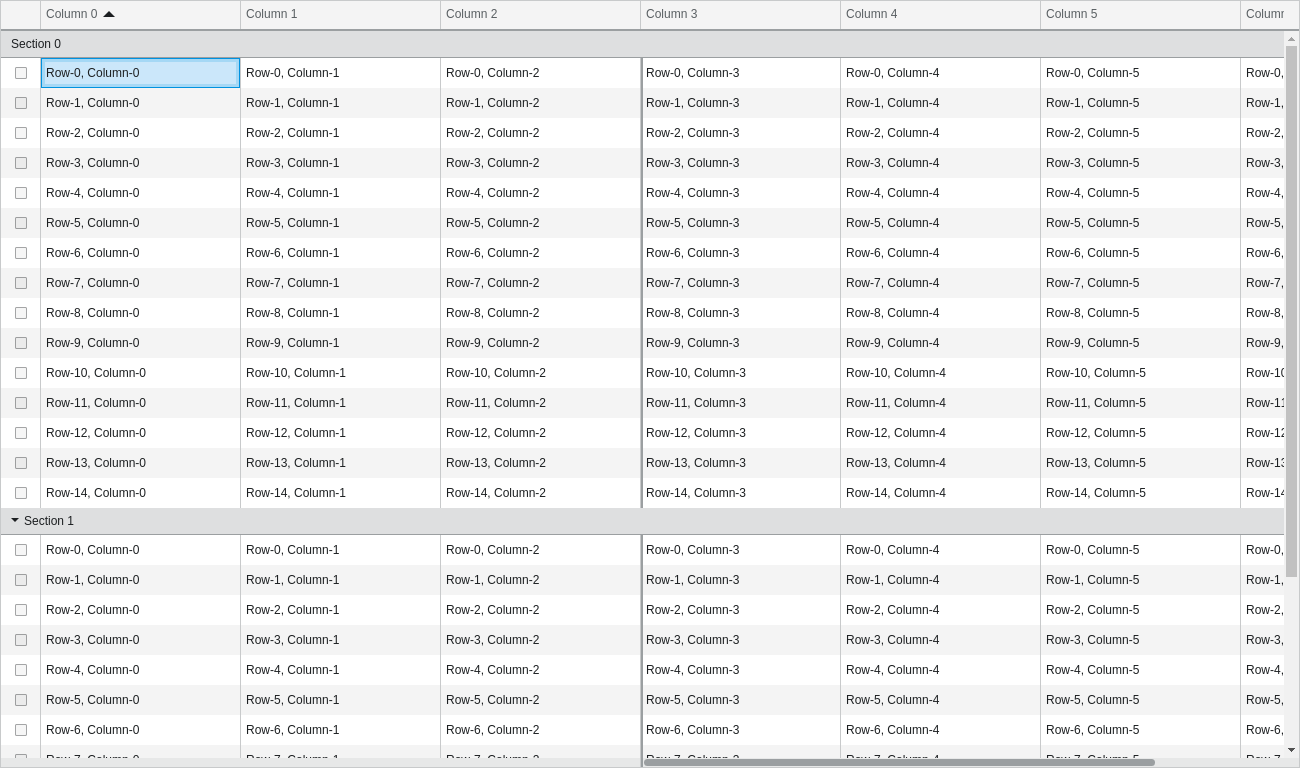 Column 0 Column 1 Column 2 Column 3 Column 4 Column 5 Column
Section 0
Row-0, Column-0 Row-0, Column-1 Row-0, Column-2 Row-0, Column-3 Row-0, Column-4 Row-0, Column-5 Row-0,
Row-1, Column-0 Row-1, Column-1 Row-1, Column-2 Row-1, Column-3 Row-1, Column-4 Row-1, Column-5 Row-1,
Row-2, Column-0 Row-2, Column-1 Row-2, Column-2 Row-2, Column-3 Row-2, Column-4 Row-2, Column-5 Row-2,
Row-3, Column-0 Row-3, Column-1 Row-3, Column-2 Row-3, Column-3 Row-3, Column-4 Row-3, Column-5 Row-3,
Row-4, Column-0 Row-4, Column-1 Row-4, Column-2 Row-4, Column-3 Row-4, Column-4 Row-4, Column-5 Row-4,
Row-5, Column-0 Row-5, Column-1 Row-5, Column-2 Row-5, Column-3 Row-5, Column-4 Row-5, Column-5 Row-5,
Row-6, Column-0 Row-6, Column-1 Row-6, Column-2 Row-6, Column-3 Row-6, Column-4 Row-6, Column-5 Row-6,
Row-7, Column-0 Row-7, Column-1 Row-7, Column-2 Row-7, Column-3 Row-7, Column-4 Row-7, Column-5 Row-7,
Row-8, Column-0 Row-8, Column-1 Row-8, Column-2 Row-8, Column-3 Row-8, Column-4 Row-8, Column-5 Row-8,
Row-9, Column-0 Row-9, Column-1 Row-9, Column-2 Row-9, Column-3 Row-9, Column-4 Row-9, Column-5 Row-9,
Row-10, Column-0 Row-10, Column-1 Row-10, Column-2 Row-10, Column-3 Row-10, Column-4 Row-10, Column-5 Row-10
Row-11, Column-0 Row-11, Column-1 Row-11, Column-2 Row-11, Column-3 Row-11, Column-4 Row-11, Column-5 Row-11
Row-12, Column-0 Row-12, Column-1 Row-12, Column-2 Row-12, Column-3 Row-12, Column-4 Row-12, Column-5 Row-12
Row-13, Column-0 Row-13, Column-1 Row-13, Column-2 Row-13, Column-3 Row-13, Column-4 Row-13, Column-5 Row-13
Row-14, Column-0 Row-14, Column-1 Row-14, Column-2 Row-14, Column-3 Row-14, Column-4 Row-14, Column-5 Row-14
Section 1
Row-0, Column-0 Row-0, Column-1 Row-0, Column-2 Row-0, Column-3 Row-0, Column-4 Row-0, Column-5 Row-0,
Row-1, Column-0 Row-1, Column-1 Row-1, Column-2 Row-1, Column-3 Row-1, Column-4 Row-1, Column-5 Row-1,
Row-2, Column-0 Row-2, Column-1 Row-2, Column-2 Row-2, Column-3 Row-2, Column-4 Row-2, Column-5 Row-2,
Row-3, Column-0 Row-3, Column-1 Row-3, Column-2 Row-3, Column-3 Row-3, Column-4 Row-3, Column-5 Row-3,
Row-4, Column-0 Row-4, Column-1 Row-4, Column-2 Row-4, Column-3 Row-4, Column-4 Row-4, Column-5 Row-4,
Row-5, Column-0 Row-5, Column-1 Row-5, Column-2 Row-5, Column-3 Row-5, Column-4 Row-5, Column-5 Row-5,
Row-6, Column-0 Row-6, Column-1 Row-6, Column-2 Row-6, Column-3 Row-6, Column-4 Row-6, Column-5 Row-6,